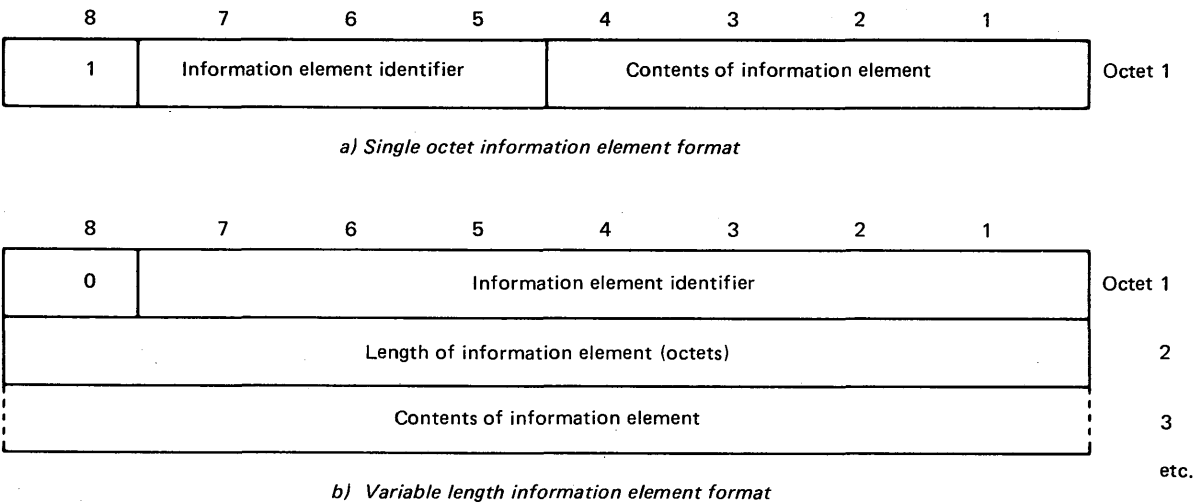 8 7 6 5 4 3 2 1
1 Information element identifier Contents of information element Octet 1
a) Single octet information element format
8 7 6 5 4 3 2 1
0 Information element identifier Octet 1
Length of information element (octets) 2
Contents of information element 3
etc.
b) Variable length information element format